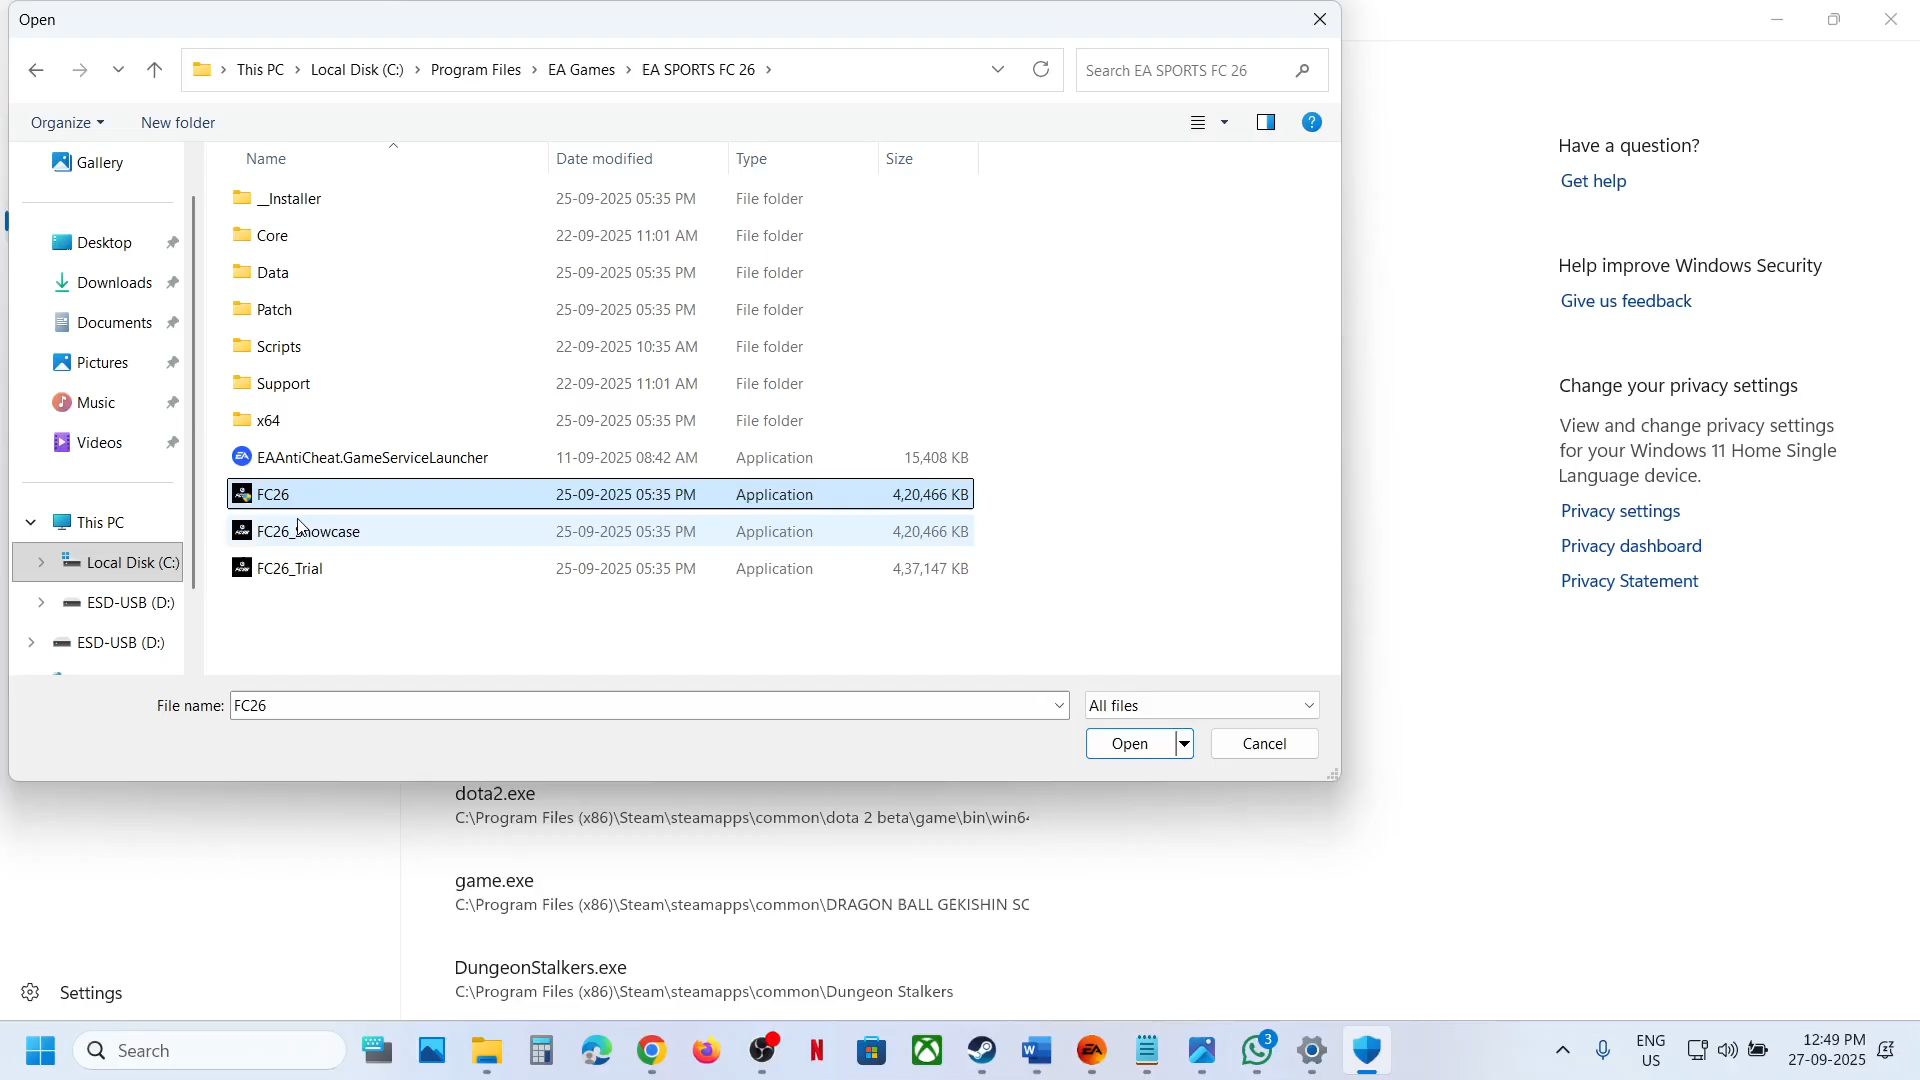 Open
This PC > Local Disk (C:) > Program Files > EA Games > EA SPORTS FC 26 >
Search EA SPORTS FC 26
Organize
New folder
Name
Date modified
Type
Size
Gallery
Desktop
Downloads
Documents
Pictures
Music
Videos
This PC
Local Disk (C:)
ESD-USB (D:)
ESD-USB (D:)
__Installer 25-09-2025 05:35 PM File folder
Core 22-09-2025 11:01 AM File folder
Data 25-09-2025 05:35 PM File folder
Patch 25-09-2025 05:35 PM File folder
Scripts 22-09-2025 10:35 AM File folder
Support 22-09-2025 11:01 AM File folder
x64 25-09-2025 05:35 PM File folder
EAAntiCheat.GameServiceLauncher 11-09-2025 08:42 AM Application 15,408 KB
FC26 25-09-2025 05:35 PM Application 4,20,466 KB
FC26_Showcase 25-09-2025 05:35 PM Application 4,20,466 KB
FC26_Trial 25-09-2025 05:35 PM Application 4,37,147 KB
File name: FC26
All files
Open
Cancel
Have a question?
Get help
Help improve Windows Security
Give us feedback
Change your privacy settings
View and change privacy settings
for your Windows 11 Home Single
Language device.
Privacy settings
Privacy dashboard
Privacy Statement
dota2.exe
C:\Program Files (x86)\Steam\steamapps\common\dota 2 beta\game\bin\win64
game.exe
C:\Program Files (x86)\Steam\steamapps\common\DRAGON BALL GEKISHIN SC
DungeonStalkers.exe
C:\Program Files (x86)\Steam\steamapps\common\Dungeon Stalkers
Settings
Search
3
ENG
US
12:49 PM
27-09-2025